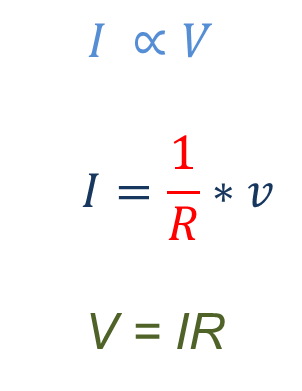 I ∝ V
I = 1/R * v
V = IR